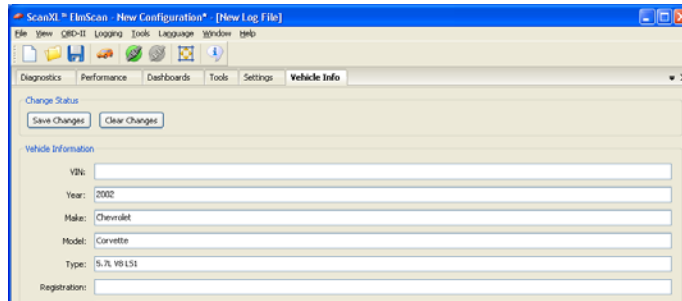 ScanXL™ ElmScan - New Configuration* - [New Log File]
File View OBD-II Logging Tools Language Window Help
Diagnostics Performance Dashboards Tools Settings Vehicle Info
Change Status
Save Changes Clear Changes
Vehicle Information
VIN:
Year: 2002
Make: Chevrolet
Model: Corvette
Type: 5.7L V8 LS1
Registration: